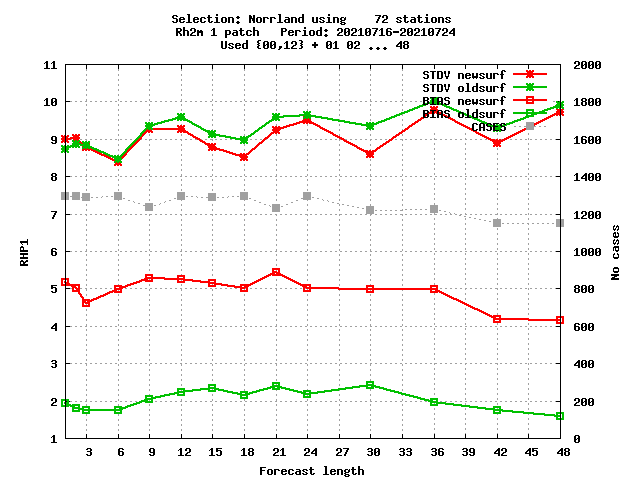 Selection: Norrland using    72 stations
Rh2m 1 patch   Period: 20210716-20210724
Used {00,12} + 01 02 ... 48
STDV newsurf
STDV oldsurf
BIAS newsurf
BIAS oldsurf
CASES
11 10 9 8 7 6 5 4 3 2 1
RHP1
2000 1800 1600 1400 1200 1000 800 600 400 200 0
No cases
3 6 9 12 15 18 21 24 27 30 33 36 39 42 45 48
Forecast length